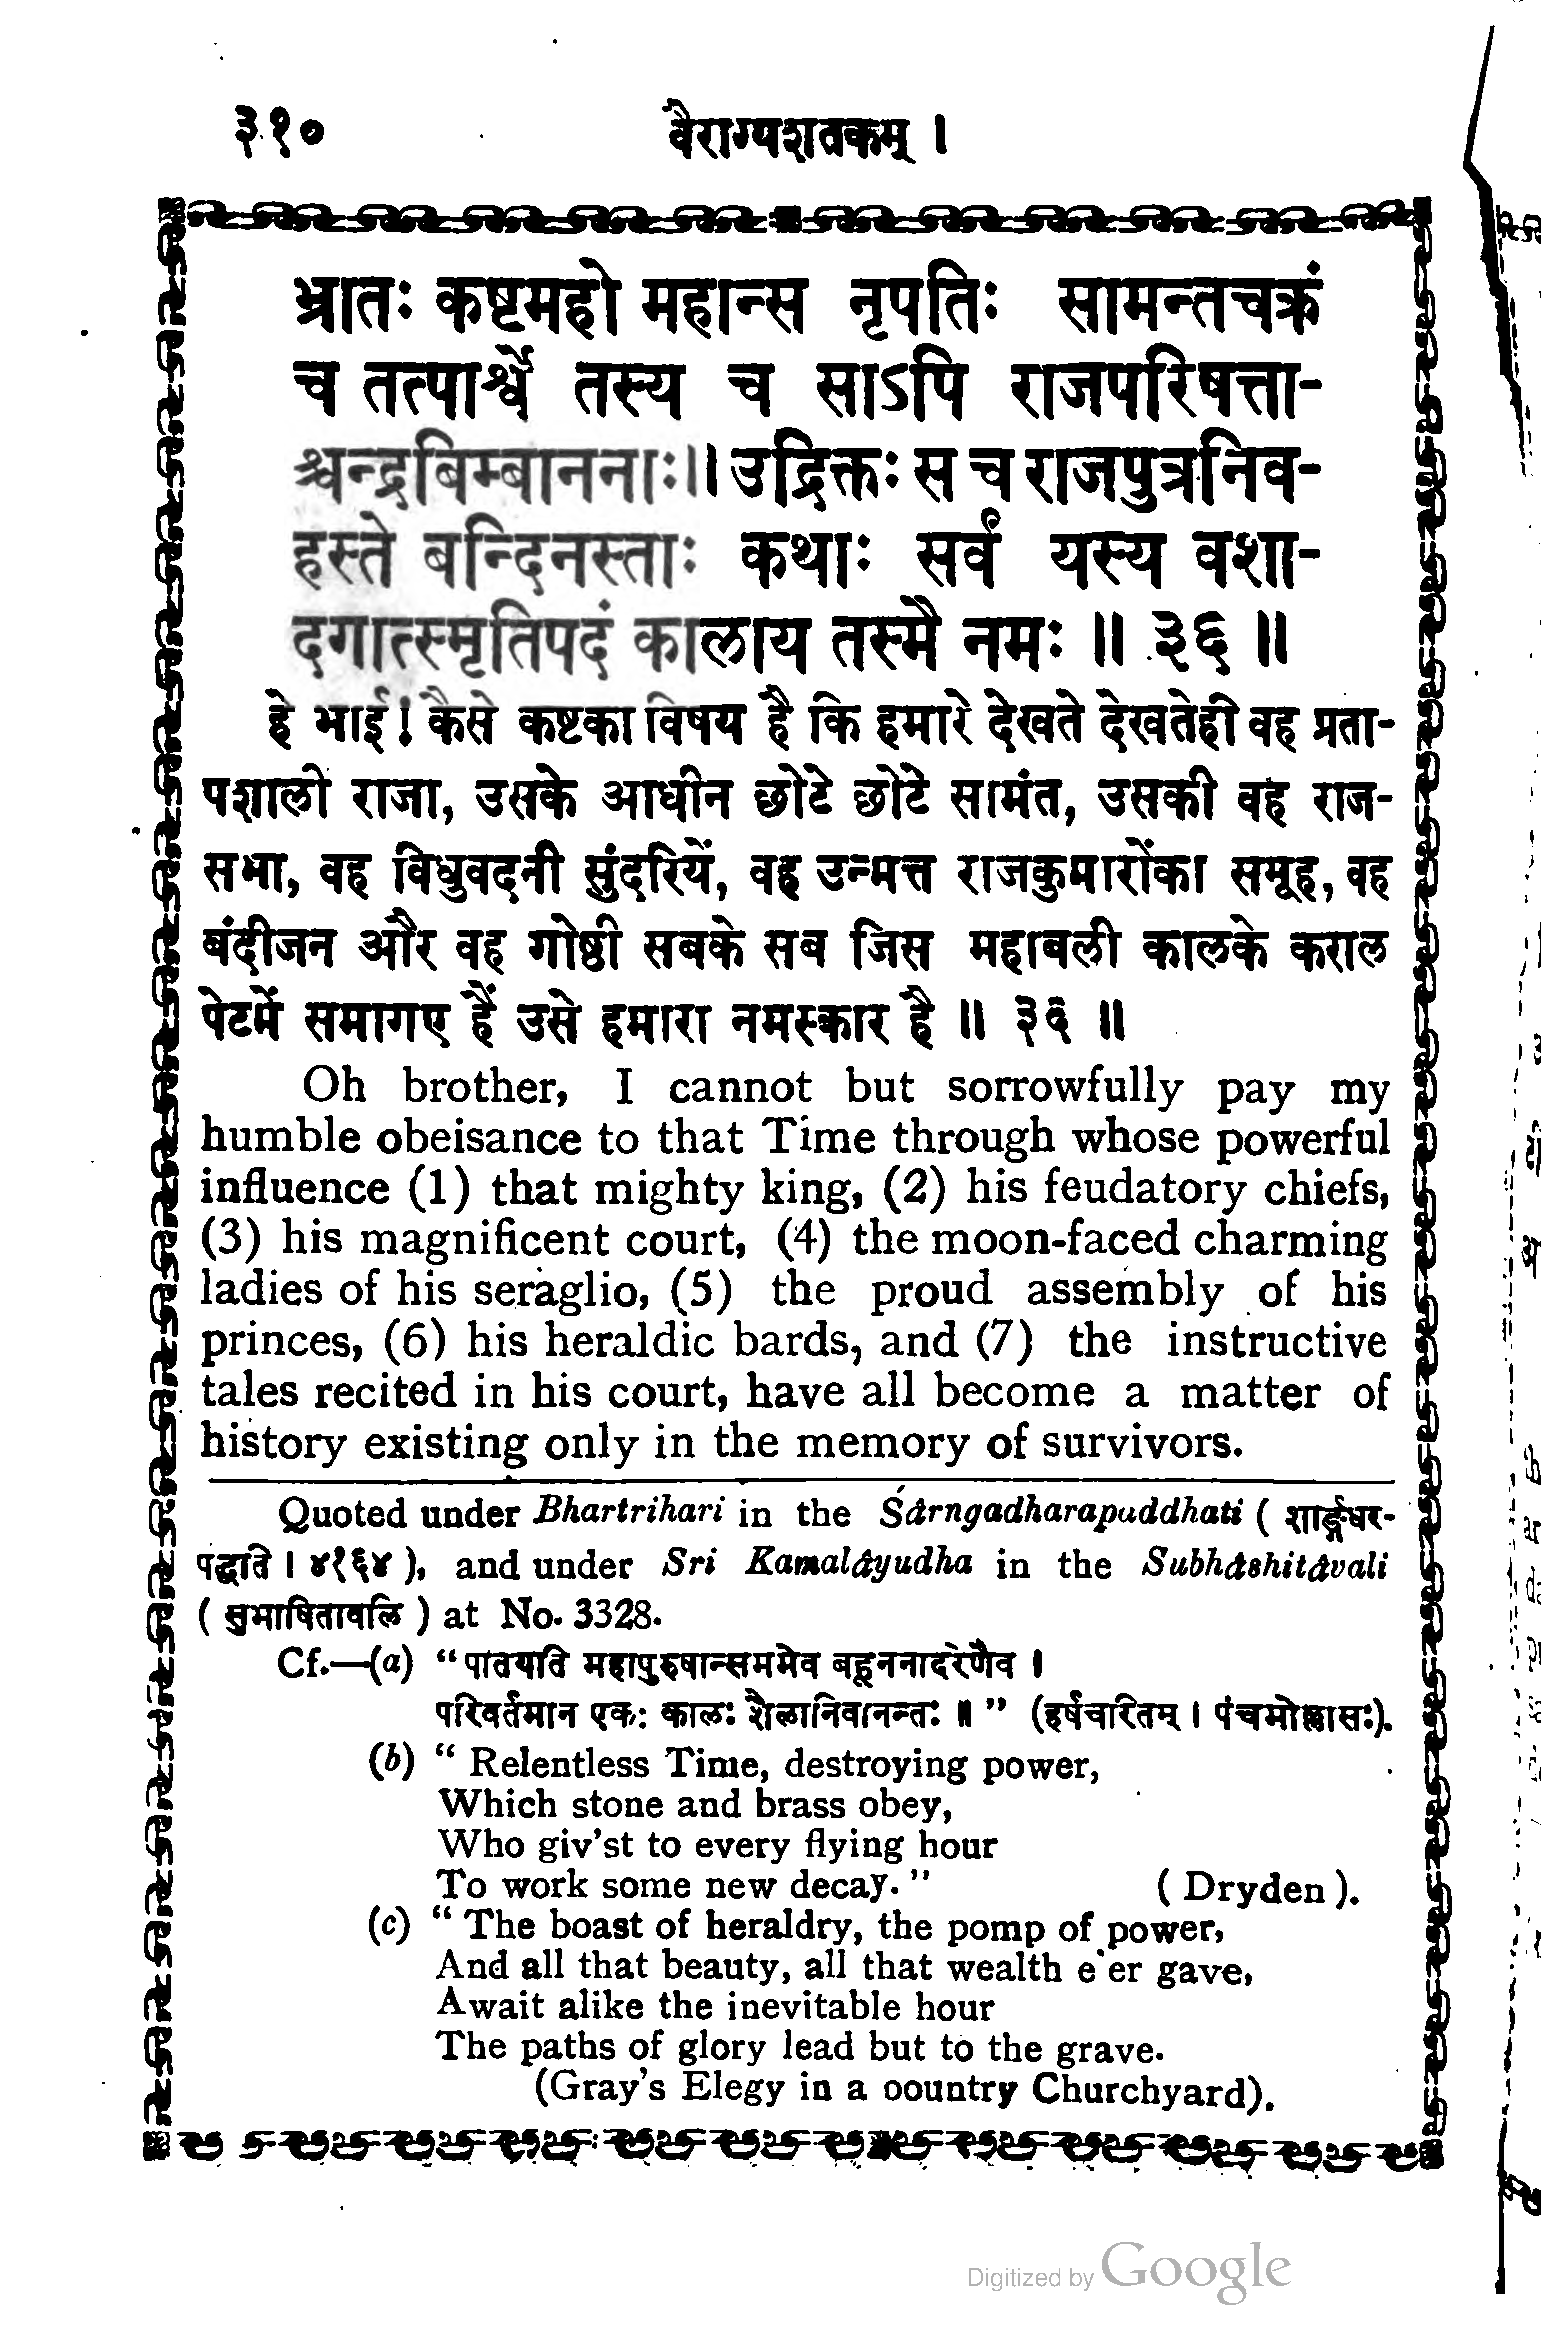 ३१०
वैराग्यशतकम् ।
भ्रातः कष्टमहो महान्स नृपतिः सामन्तचक्रं
च तत्पार्श्वे तस्य च साऽपि राजपरिषत्ता-
श्चन्द्रबिम्बाननाः।। उद्रिक्तः स च राजपुत्रनिव-
हस्ते बन्दिनस्ताः कथाः सर्वं यस्य वशा-
दगात्स्मृतिपदं कालाय तस्मै नमः ॥ ३६ ॥
हे भाई! कैसे कष्टका विषय है कि हमारे देखते देखतेही वह प्रता-
पशाली राजा, उसके आधीन छोटे छोटे सामंत, उसकी वह राज-
सभा, वह विधुवदनी सुंदरियें, वह उन्मत्त राजकुमारोंका समूह, वह
बंदीजन और वह गोष्ठी सबके सब जिस महाबली कालके कराल
पेटमें समागए हैं उसे हमारा नमस्कार है ॥ ३६ ॥
Oh brother, I cannot but sorrowfully pay my
humble obeisance to that Time through whose powerful
influence (1) that mighty king, (2) his feudatory chiefs,
(3) his magnificent court, (4) the moon-faced charming
ladies of his seraglio, (5) the proud assembly of his
princes, (6) his heraldic bards, and (7) the instructive
tales recited in his court, have all become a matter of
history existing only in the memory of survivors.
Quoted under Bhartrihari in the Śârngadharapaddhati ( शार्ङ्गधर-
पद्धति । ४१६४ ), and under Sri Kamalâyudha in the Subhâshitâvali
( सुभाषितावलि ) at No. 3328.
Cf.—(a) “पातयति महापुरुषान्सममेव बहूननादरेणैव ।
परिवर्तमान एकः कालः शैलानिवानन्तः ॥ ” (हर्षचरितम् । पंचमोल्लासः).
(b) “ Relentless Time, destroying power,
Which stone and brass obey,
Who giv'st to every flying hour
To work some new decay. ” ( Dryden ).
(c) “ The boast of heraldry, the pomp of power,
And all that beauty, all that wealth e'er gave,
Await alike the inevitable hour
The paths of glory lead but to the grave.
(Gray's Elegy in a oountry Churchyard).
Digitized by Google